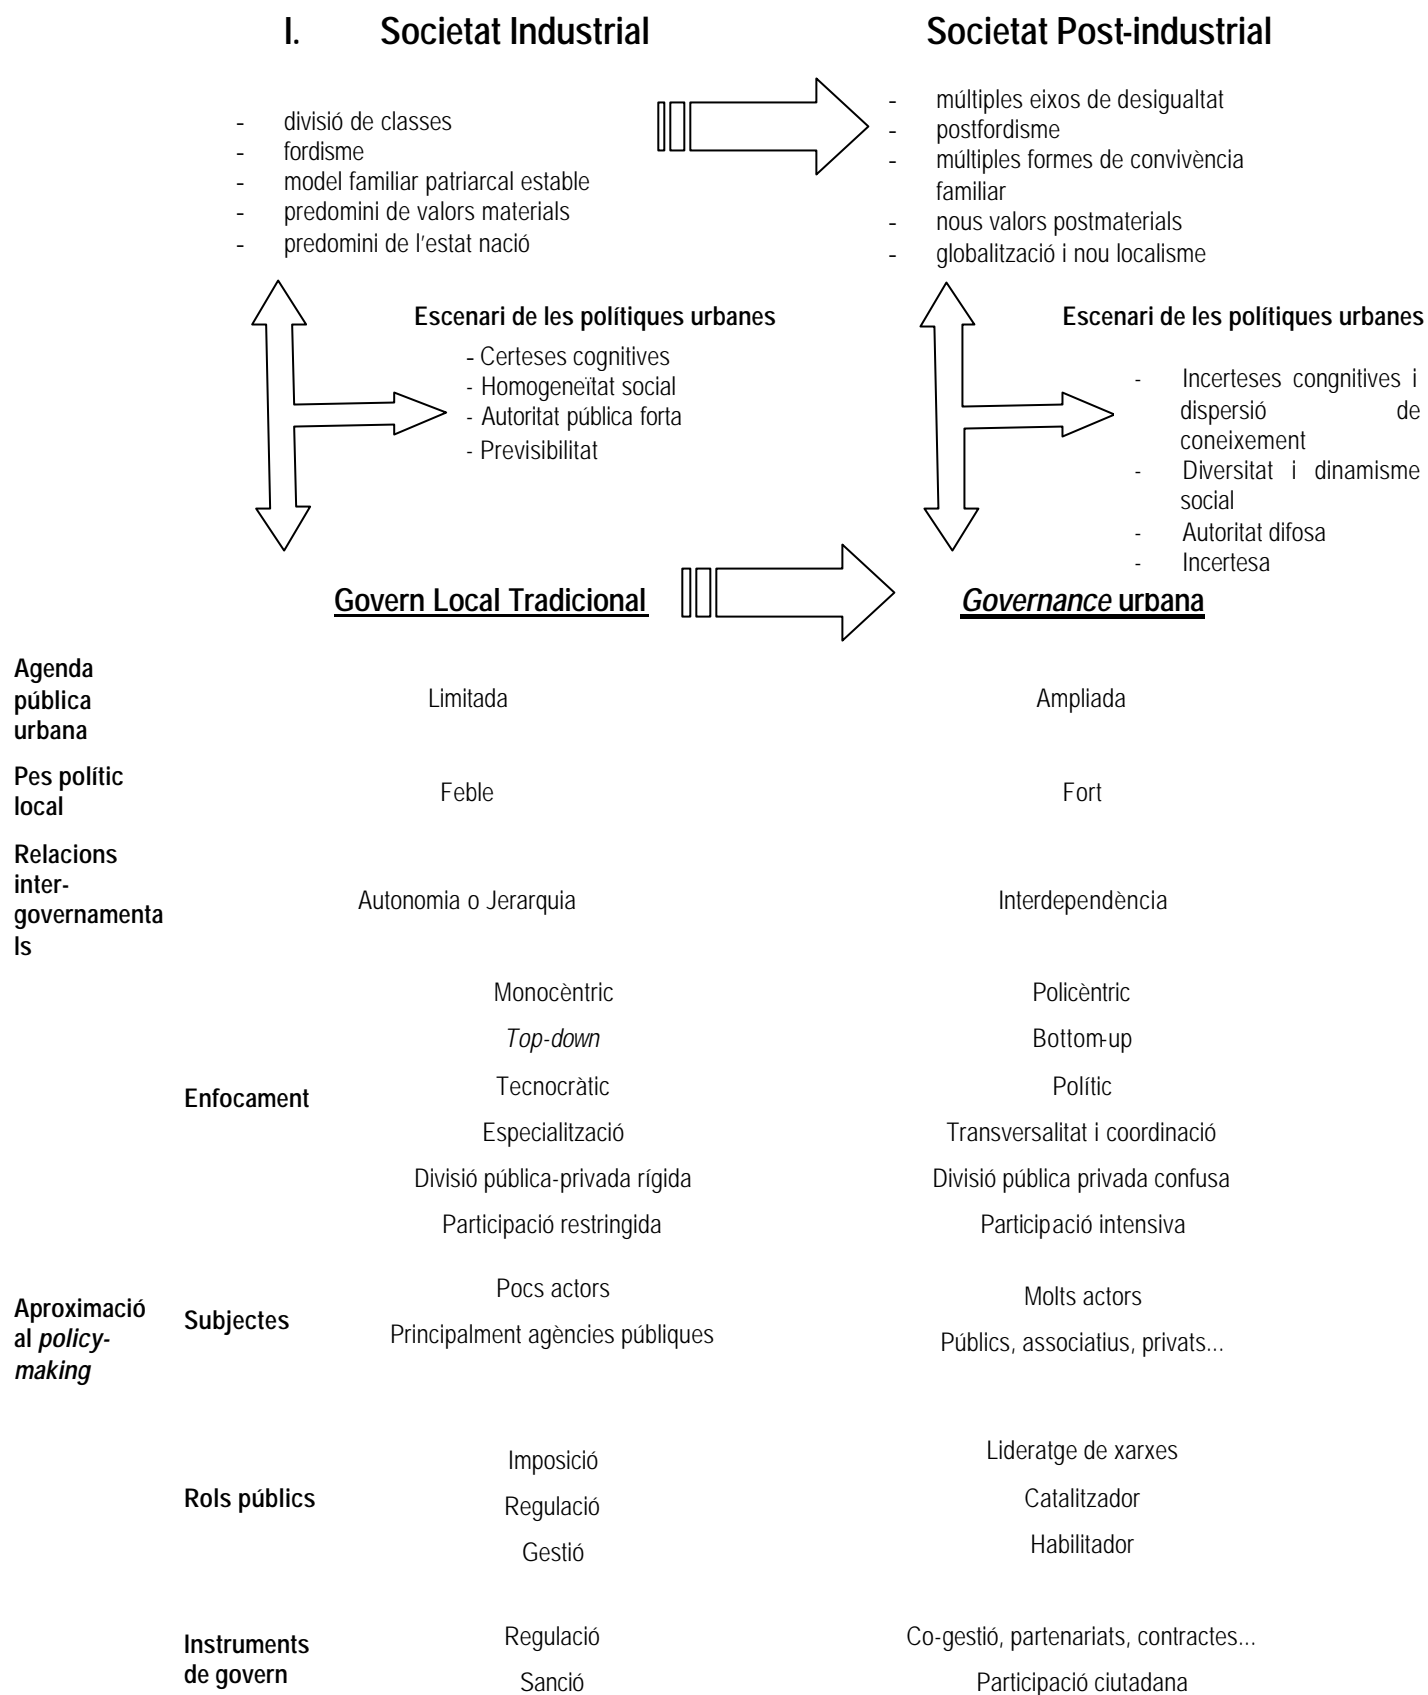 I. Societat Industrial
Societat Post-industrial
- divisió de classes
- fordisme
- model familiar patriarcal estable
- predomini de valors materials
- predomini de l'estat nació
- múltiples eixos de desigualtat
- postfordisme
- múltiples formes de convivència
familiar
- nous valors postmaterials
- globalització i nou localisme
Escenari de les polítiques urbanes
- Certeses cognitives
- Homogeneïtat social
- Autoritat pública forta
- Previsibilitat
Escenari de les polítiques urbanes
- Incerteses congnitives i
dispersió de
coneixement
- Diversitat i dinamisme
social
- Autoritat difosa
- Incertesa
Govern Local Tradicional
Governance urbana
Agenda
pública
urbana
Limitada
Ampliada
Pes polític
local
Feble
Fort
Relacions
inter-
governamenta
ls
Autonomia o Jerarquia
Interdependència
Aproximació
al policy-
making
Enfocament
Monocèntric
Policèntric
Top-down
Bottom-up
Tecnocràtic
Polític
Especialització
Transversalitat i coordinació
Divisió pública-privada rígida
Divisió pública privada confusa
Participació restringida
Participació intensiva
Subjectes
Pocs actors
Molts actors
Principalment agències públiques
Públics, associatius, privats...
Rols públics
Imposició
Lideratge de xarxes
Regulació
Catalitzador
Gestió
Habilitador
Instruments
de govern
Regulació
Co-gestió, partenariats, contractes...
Sanció
Participació ciutadana